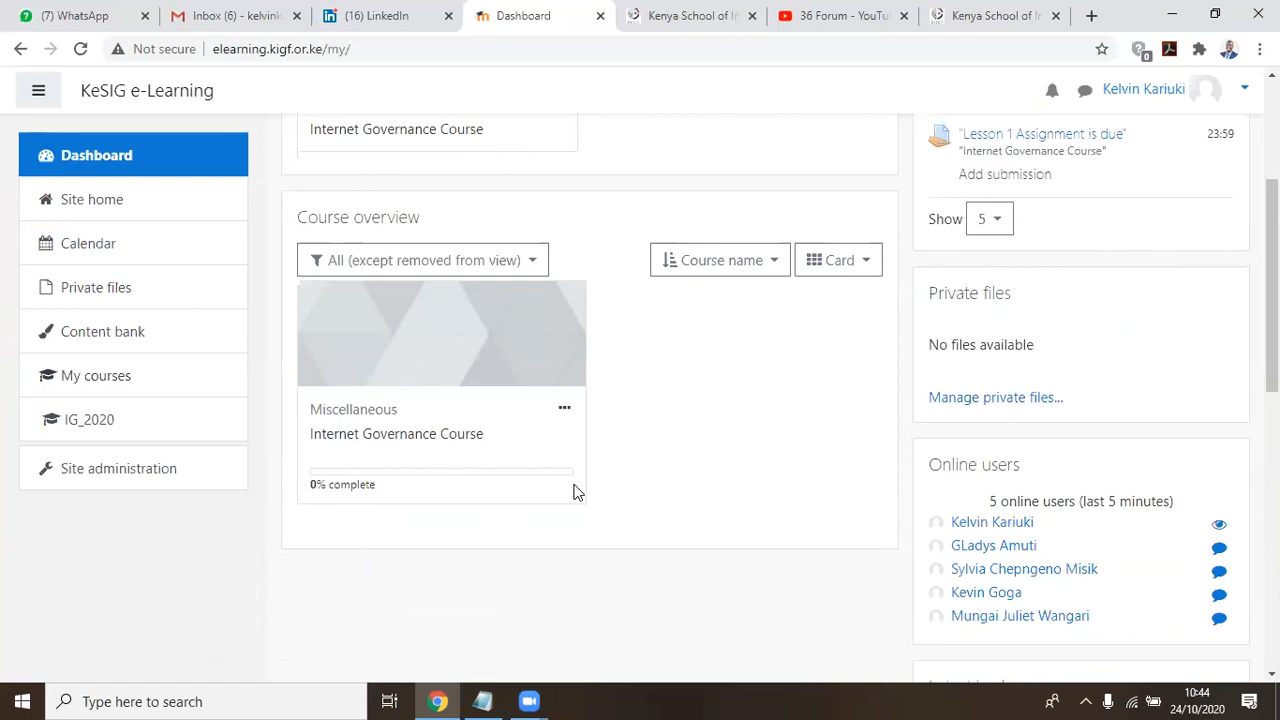 (7) WhatsApp
Inbox (6) - kelvink
(16) LinkedIn
Dashboard
Kenya School of In
36 Forum - YouTu
Kenya School of Ir
Not secure
elearning.kigf.or.ke/my/
0
KeSIG e-Learning
Kelvin Kariuki
Dashboard
Site home
Calendar
Private files
Content bank
My courses
IG_2020
Site administration
Internet Governance Course
Course overview
All (except removed from view)
Course name
Card
Miscellaneous
Internet Governance Course
0% complete
"Lesson 1 Assignment is due"
23:59
"Internet Governance Course"
Add submission
Show 5
Private files
No files available
Manage private files...
Online users
5 online users (last 5 minutes)
Kelvin Kariuki
GLadys Amuti
Sylvia Chepngeno Misik
Kevin Goga
Mungai Juliet Wangari
Type here to search
10:44
24/10/2020